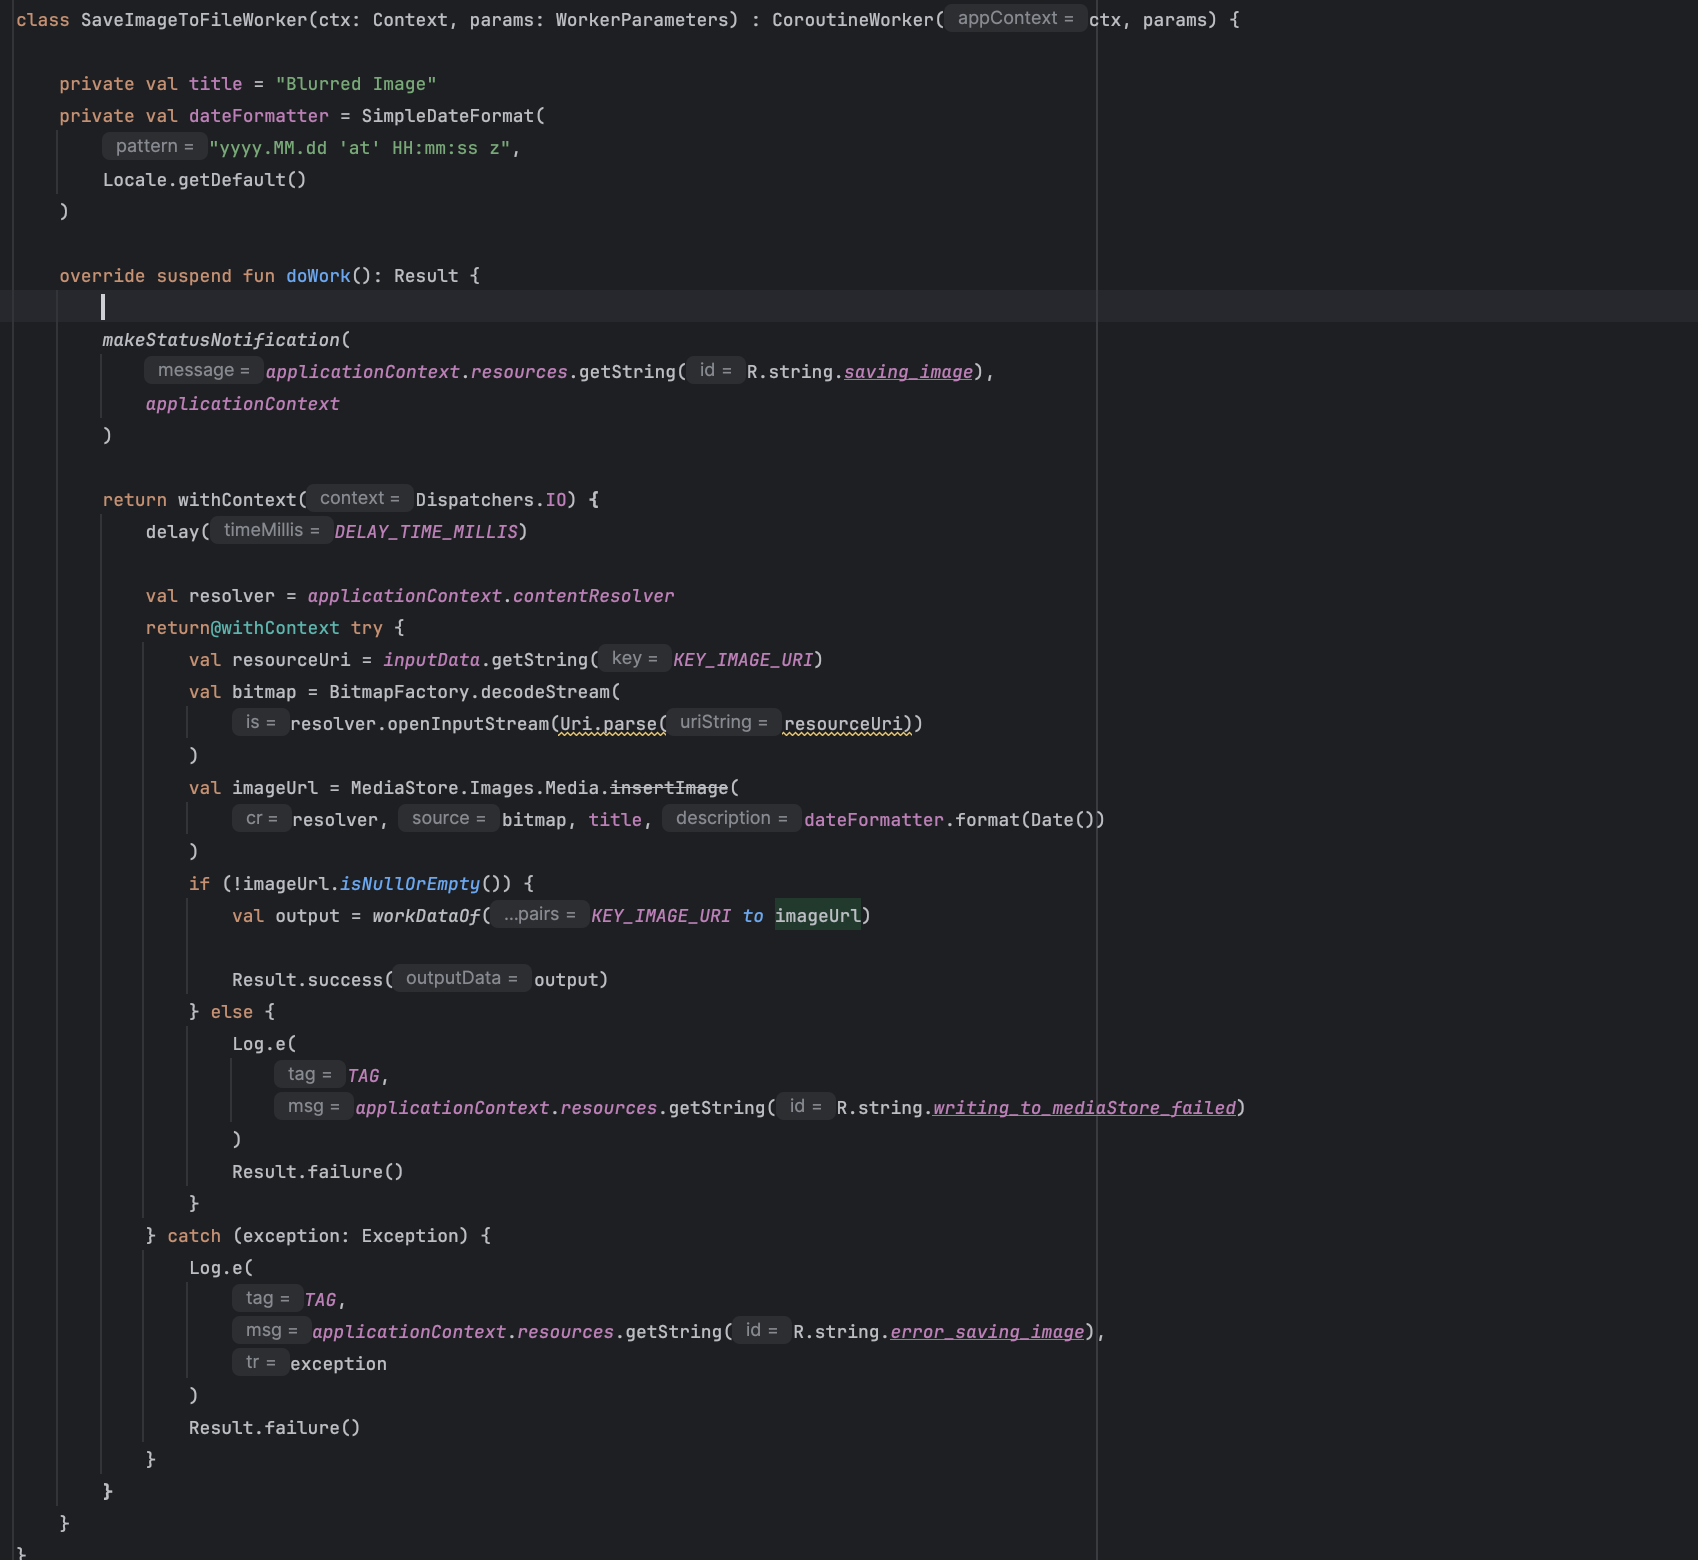 class SaveImageToFileWorker(ctx: Context, params: WorkerParameters) : CoroutineWorker( appContext = ctx, params) {
private val title = "Blurred Image"
private val dateFormatter = SimpleDateFormat(
pattern = "yyyy.MM.dd 'at' HH:mm:ss z",
Locale.getDefault()
)
override suspend fun doWork(): Result {
makeStatusNotification(
message = applicationContext.resources.getString( id = R.string.saving_image),
applicationContext
)
return withContext( context = Dispatchers.IO) {
delay( timeMillis = DELAY_TIME_MILLIS)
val resolver = applicationContext.contentResolver
return@withContext try {
val resourceUri = inputData.getString( key = KEY_IMAGE_URI)
val bitmap = BitmapFactory.decodeStream(
is = resolver.openInputStream(Uri.parse( uriString = resourceUri))
)
val imageUrl = MediaStore.Images.Media.insertImage(
cr = resolver, source = bitmap, title, description = dateFormatter.format(Date())
)
if (!imageUrl.isNullOrEmpty()) {
val output = workDataOf( ...pairs = KEY_IMAGE_URI to imageUrl)
Result.success( outputData = output)
} else {
Log.e(
tag = TAG,
msg = applicationContext.resources.getString( id = R.string.writing_to_mediaStore_failed)
)
Result.failure()
}
} catch (exception: Exception) {
Log.e(
tag = TAG,
msg = applicationContext.resources.getString( id = R.string.error_saving_image),
tr = exception
)
Result.failure()
}
}
}
}